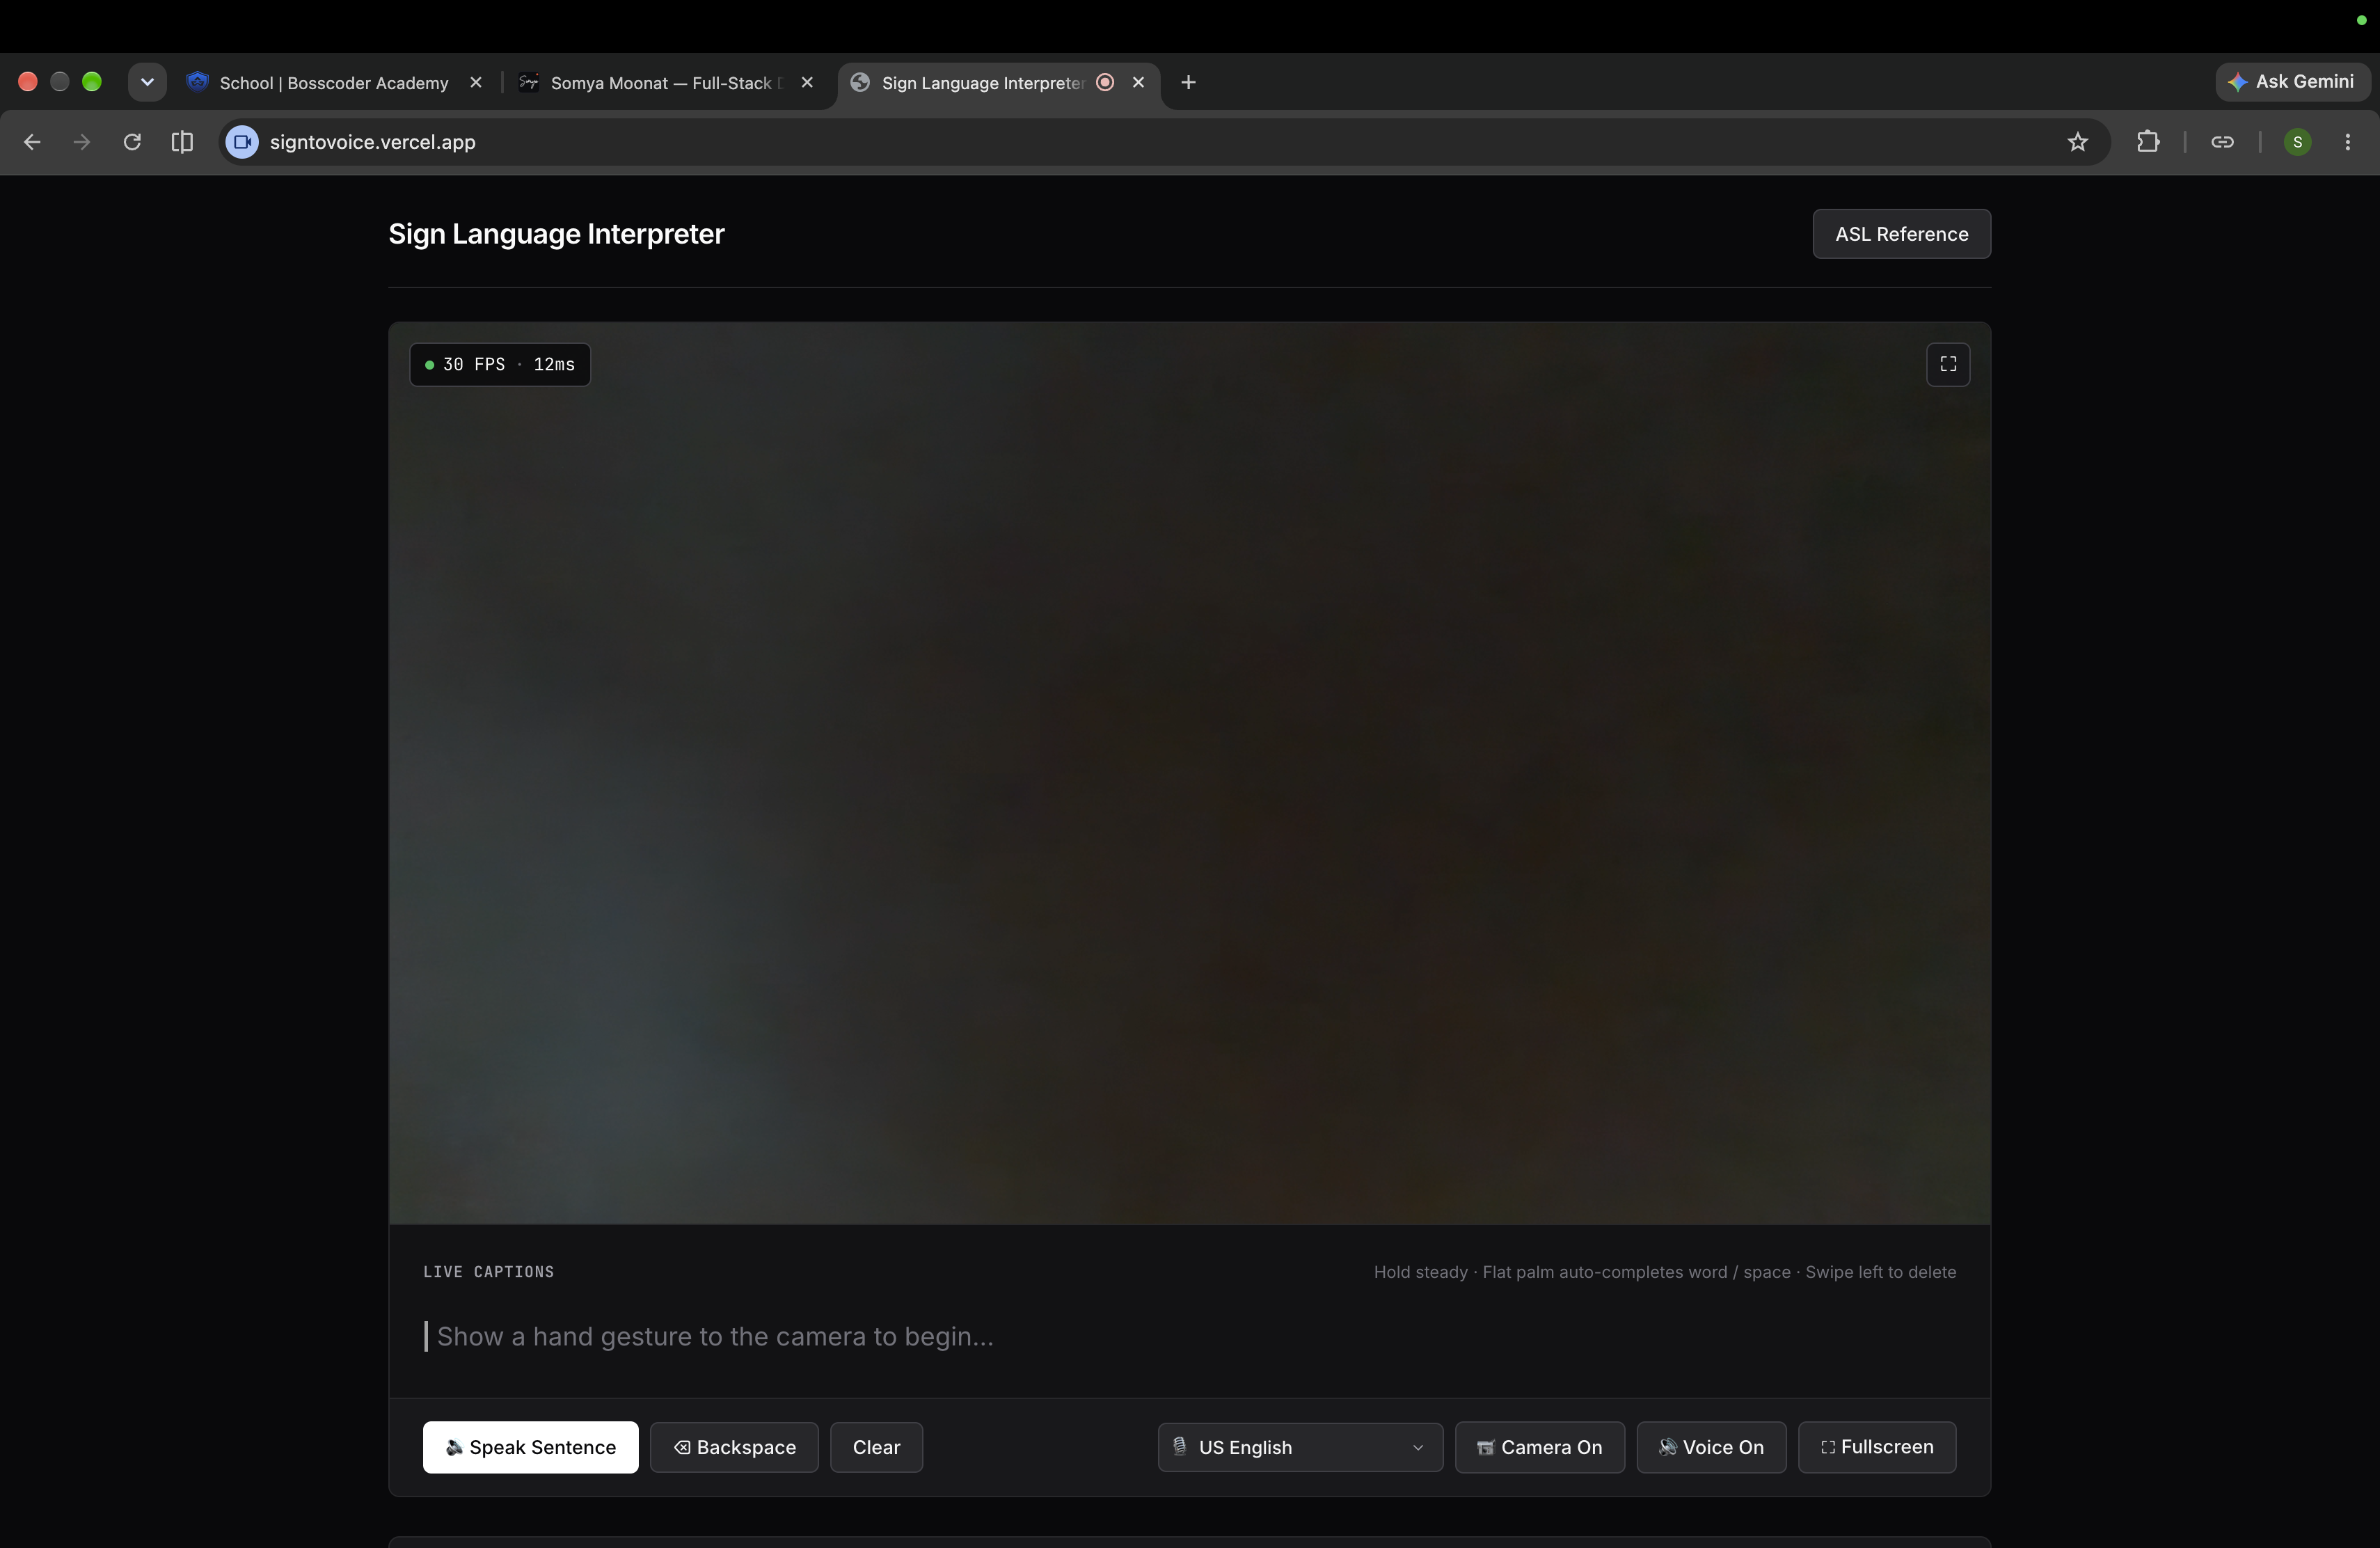 School | Bosscoder Academy
Somya Moonat — Full-Stack
Sign Language Interpreter
Ask Gemini
signtovoice.vercel.app
S
Sign Language Interpreter
ASL Reference
30 FPS · 12ms
LIVE CAPTIONS
Hold steady · Flat palm auto-completes word / space · Swipe left to delete
Show a hand gesture to the camera to begin...
Speak Sentence
Backspace
Clear
US English
Camera On
Voice On
Fullscreen